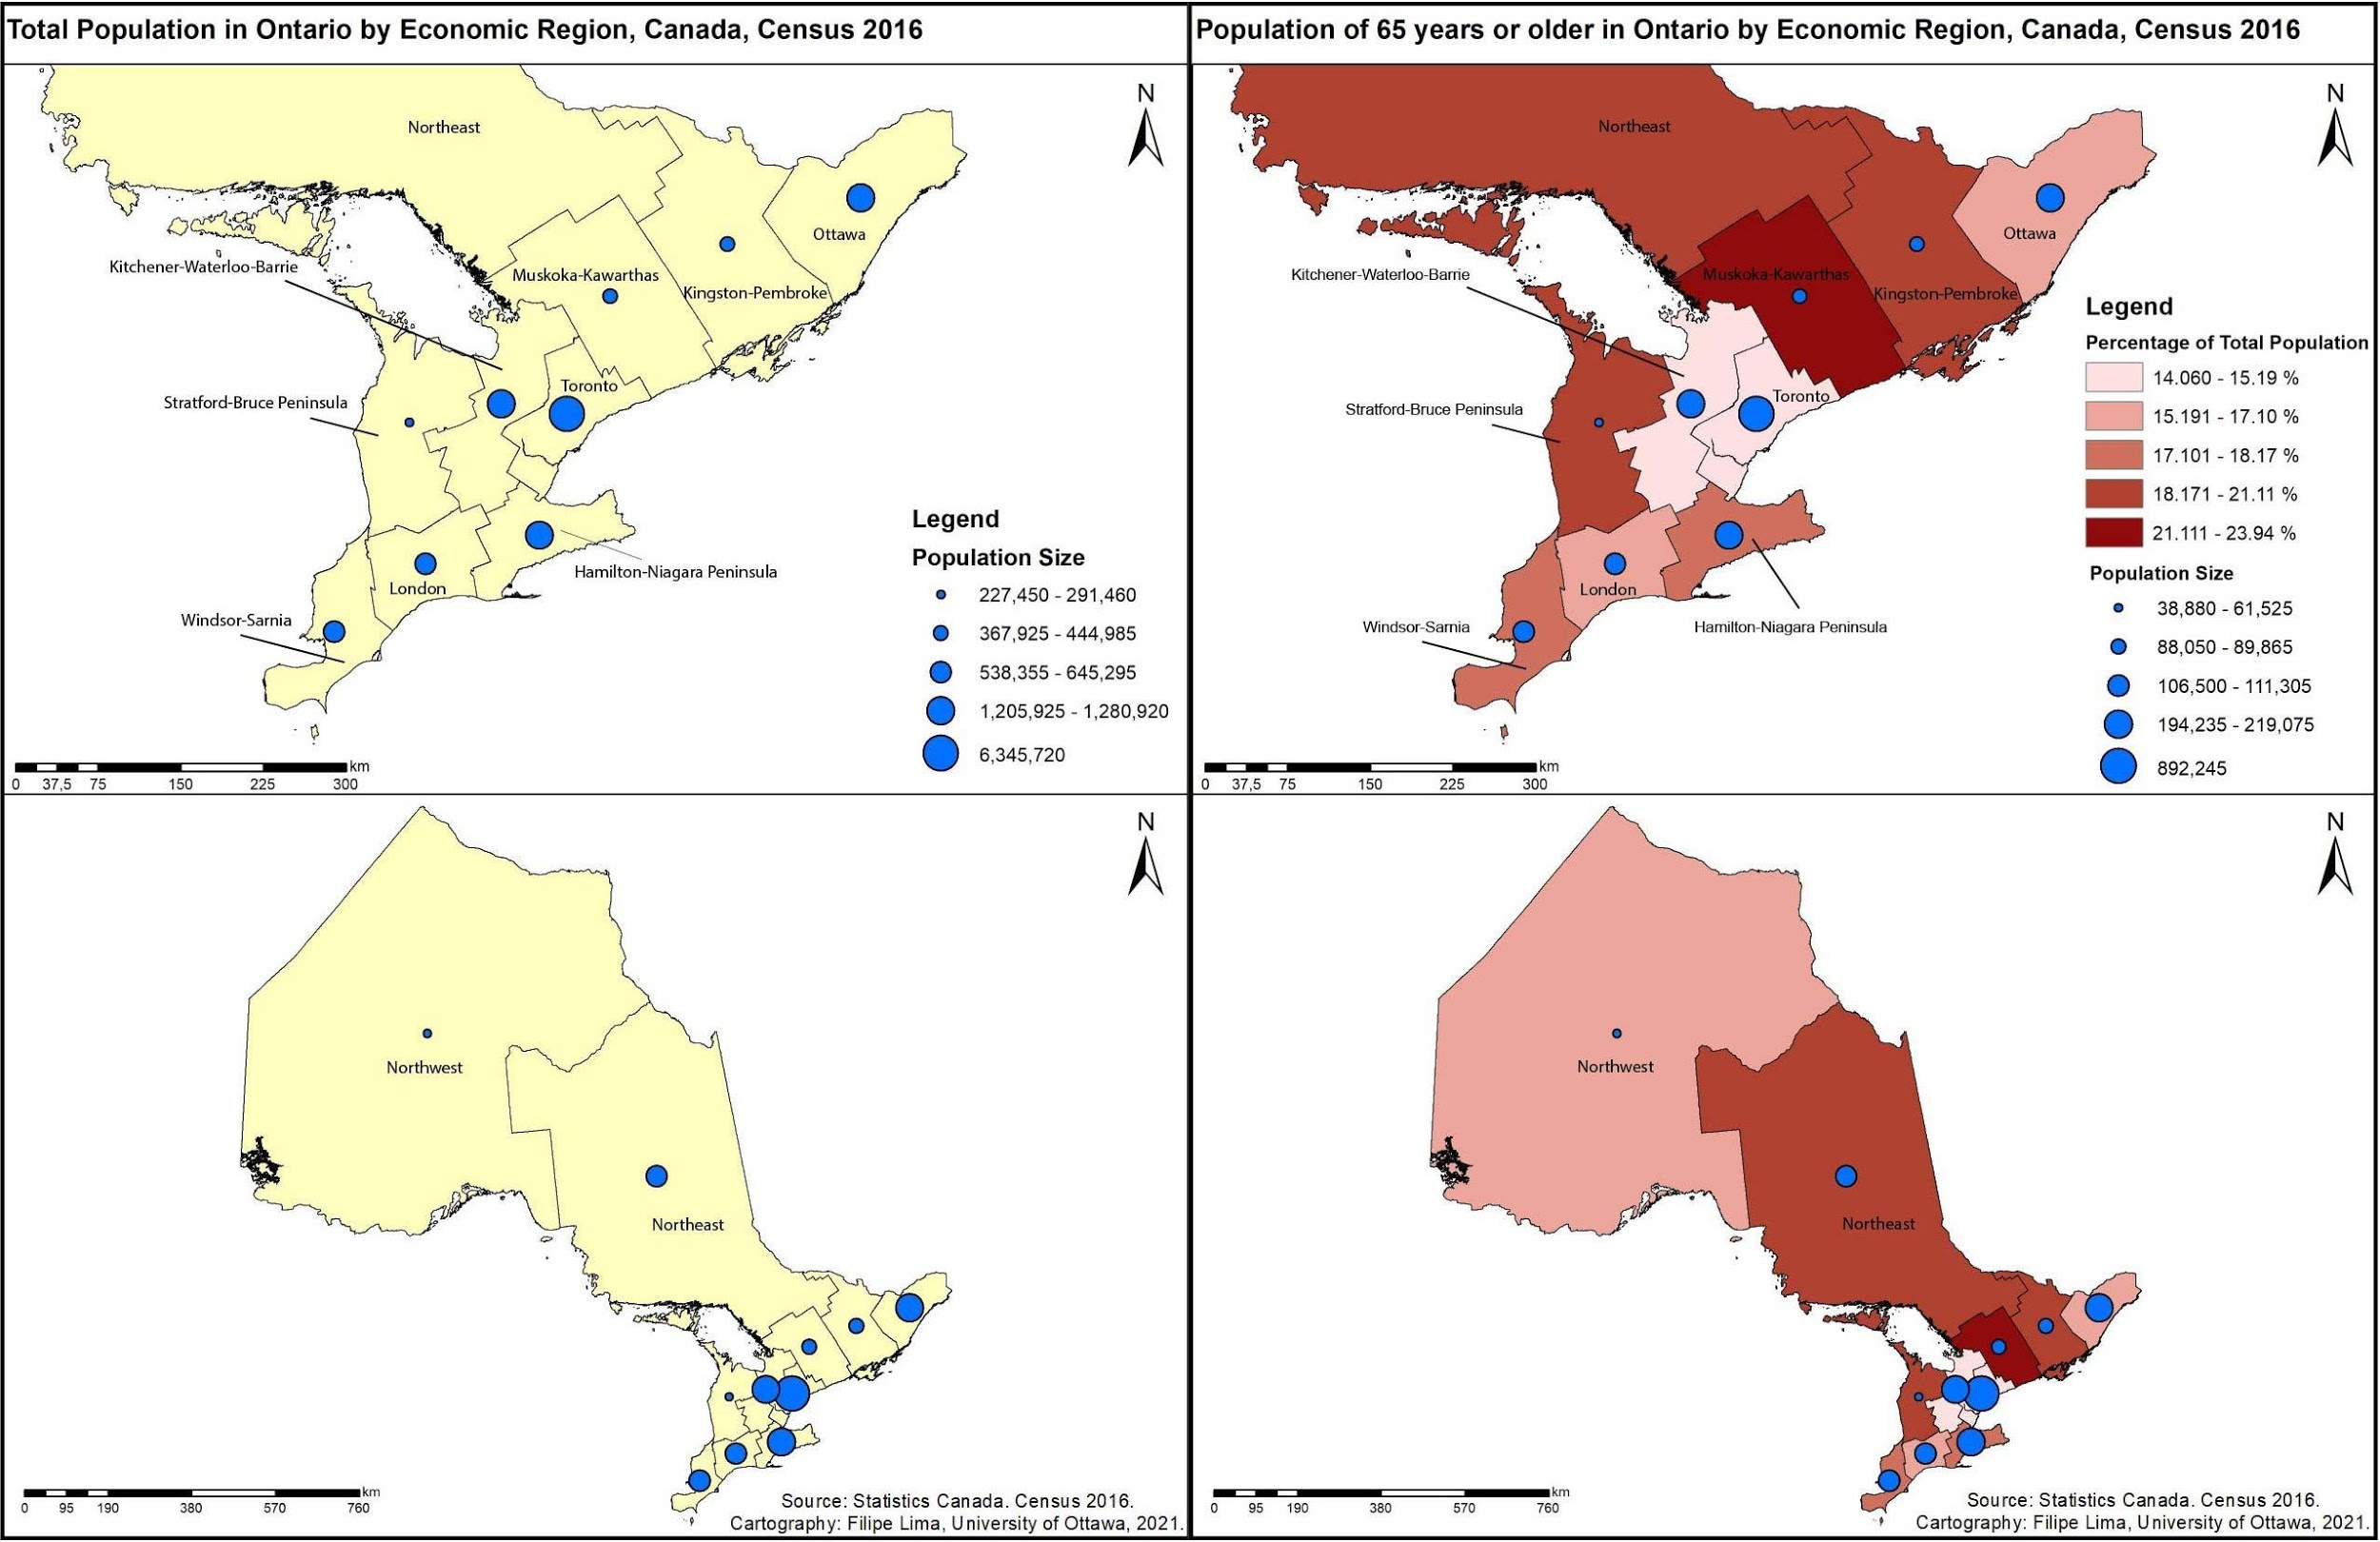 Total Population in Ontario by Economic Region, Canada, Census 2016
N
Northeast
Ottawa
Kitchener-Waterloo-Barrie
Muskoka-Kawarthas
Kingston-Pembroke
Toronto
Stratford-Bruce Peninsula
Hamilton-Niagara Peninsula
London
Windsor-Sarnia
Legend
Population Size
227,450 - 291,460
367,925 - 444,985
538,355 - 645,295
1,205,925 - 1,280,920
6,345,720
km
0 37,5 75 150 225 300
N
Northwest
Northeast
km
0 95 190 380 570 760
Source: Statistics Canada. Census 2016.
Cartography: Filipe Lima, University of Ottawa, 2021.
Population of 65 years or older in Ontario by Economic Region, Canada, Census 2016
N
Northeast
Ottawa
Kitchener-Waterloo-Barrie
Muskoka-Kawarthas
Kingston-Pembroke
Toronto
Stratford-Bruce Peninsula
London
Windsor-Sarnia
Hamilton-Niagara Peninsula
Legend
Percentage of Total Population
14.060 - 15.19 %
15.191 - 17.10 %
17.101 - 18.17 %
18.171 - 21.11 %
21.111 - 23.94 %
Population Size
38,880 - 61,525
88,050 - 89,865
106,500 - 111,305
194,235 - 219,075
892,245
km
0 37,5 75 150 225 300
N
Northwest
Northeast
km
0 95 190 380 570 760
Source: Statistics Canada. Census 2016.
Cartography: Filipe Lima, University of Ottawa, 2021.